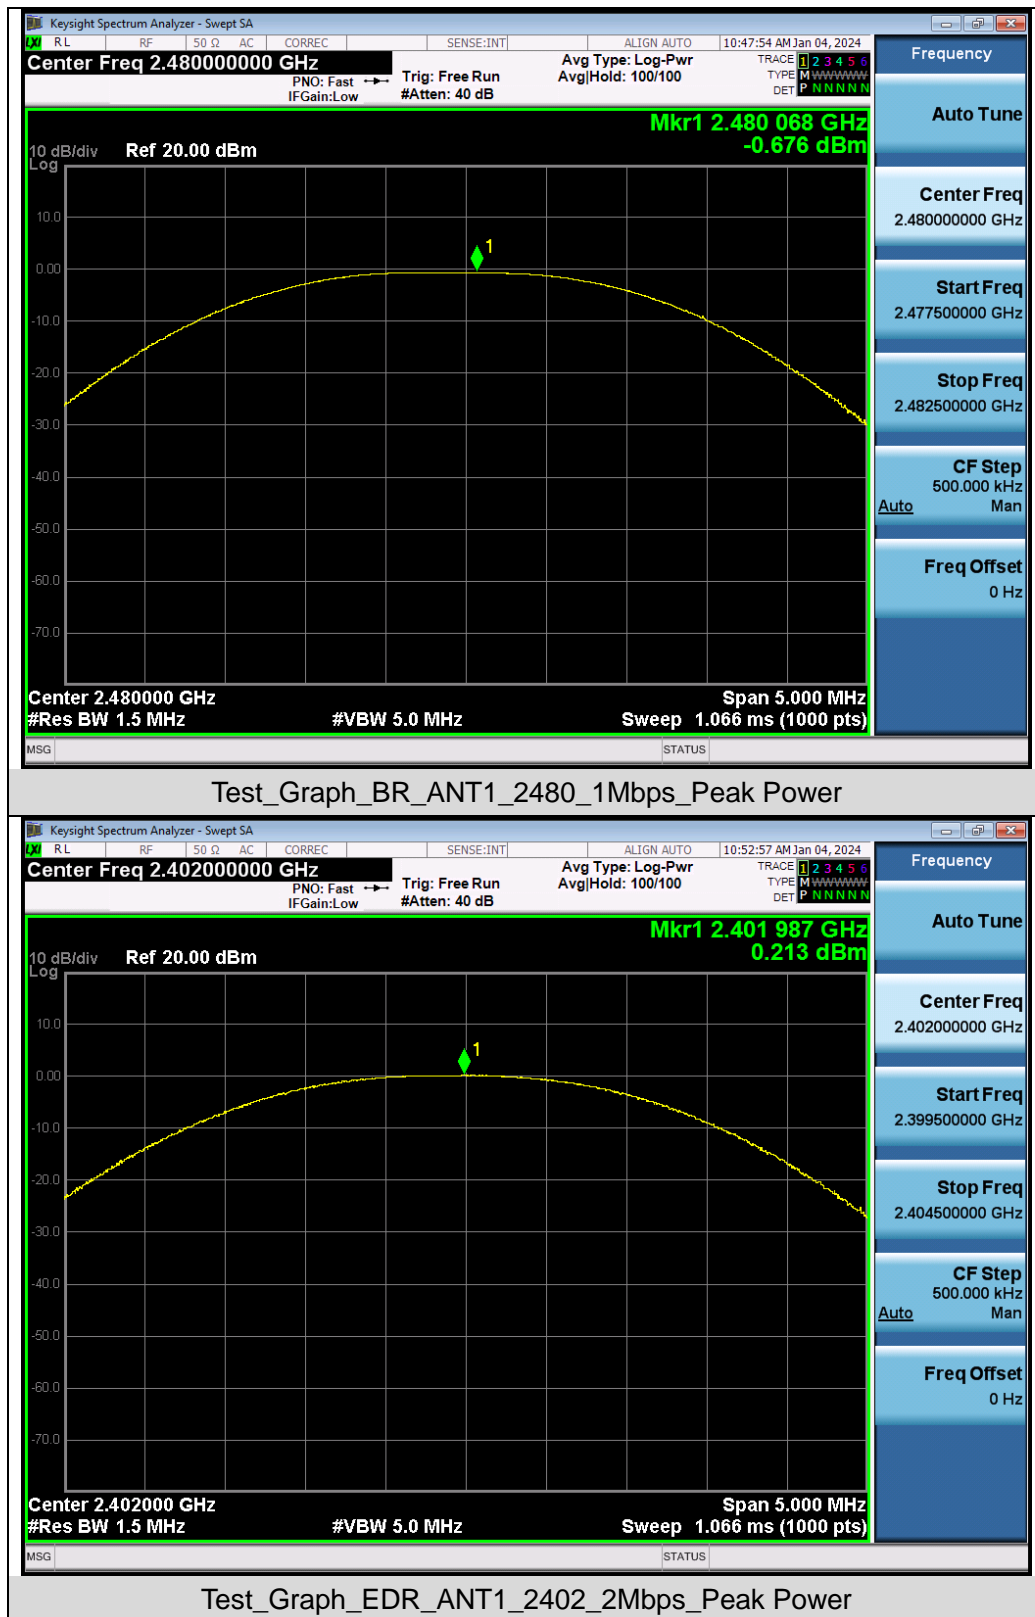 Keysight Spectrum Analyzer - Swept SA
LXI RL RF 50 Ω AC CORREC SENSE:INT ALIGN AUTO 10:47:54 AM Jan 04, 2024
Center Freq 2.480000000 GHz
PNO: Fast
IFGain:Low
Trig: Free Run
#Atten: 40 dB
Avg Type: Log-Pwr
Avg|Hold: 100/100
TRACE 1 2 3 4 5 6
TYPE M WWWWW
DET P N N N N N
Mkr1 2.480 068 GHz
-0.676 dBm
10 dB/div Ref 20.00 dBm
Log
10.0
0.00
-10.0
-20.0
-30.0
-40.0
-50.0
-60.0
-70.0
1
Center 2.480000 GHz Span 5.000 MHz
#Res BW 1.5 MHz #VBW 5.0 MHz Sweep 1.066 ms (1000 pts)
MSG STATUS
Frequency
Auto Tune
Center Freq
2.480000000 GHz
Start Freq
2.477500000 GHz
Stop Freq
2.482500000 GHz
CF Step
500.000 kHz
Auto Man
Freq Offset
0 Hz
Test_Graph_BR_ANT1_2480_1Mbps_Peak Power
Keysight Spectrum Analyzer - Swept SA
LXI RL RF 50 Ω AC CORREC SENSE:INT ALIGN AUTO 10:52:57 AM Jan 04, 2024
Center Freq 2.402000000 GHz
PNO: Fast
IFGain:Low
Trig: Free Run
#Atten: 40 dB
Avg Type: Log-Pwr
Avg|Hold: 100/100
TRACE 1 2 3 4 5 6
TYPE M WWWWW
DET P N N N N N
Mkr1 2.401 987 GHz
0.213 dBm
10 dB/div Ref 20.00 dBm
Log
10.0
0.00
-10.0
-20.0
-30.0
-40.0
-50.0
-60.0
-70.0
1
Center 2.402000 GHz Span 5.000 MHz
#Res BW 1.5 MHz #VBW 5.0 MHz Sweep 1.066 ms (1000 pts)
MSG STATUS
Frequency
Auto Tune
Center Freq
2.402000000 GHz
Start Freq
2.399500000 GHz
Stop Freq
2.404500000 GHz
CF Step
500.000 kHz
Auto Man
Freq Offset
0 Hz
Test_Graph_EDR_ANT1_2402_2Mbps_Peak Power